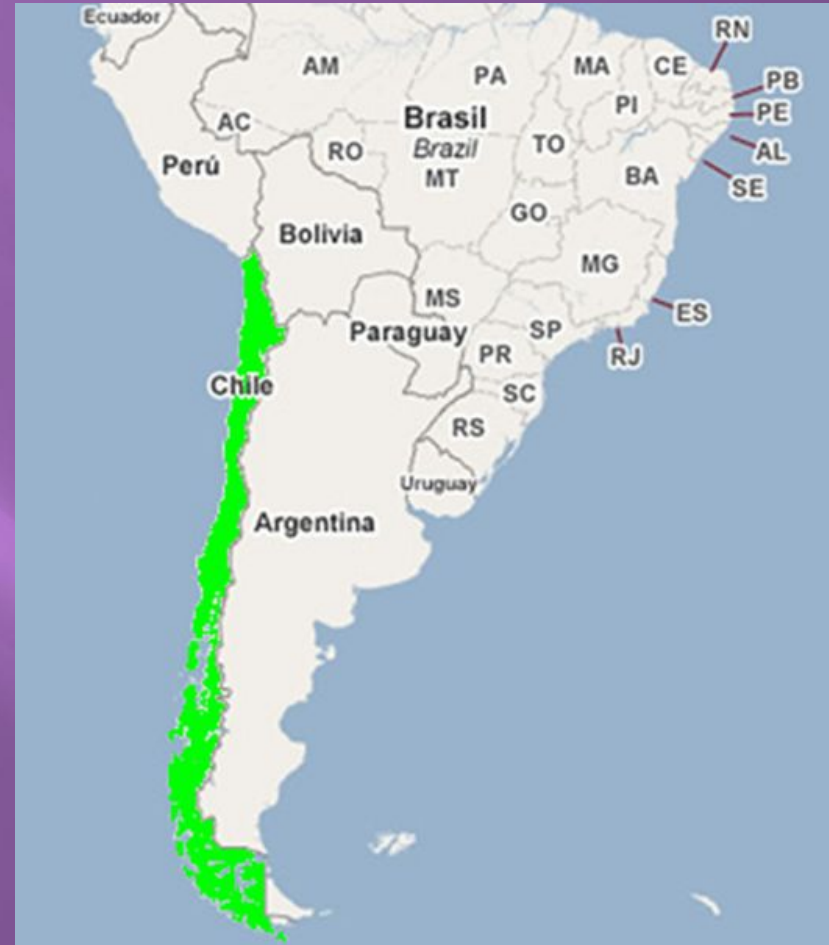 Ecuador
RN
AM
PA
MA
CE
PB
PI
PE
AC
Brasil
RO
Brazil
TO
AL
Perú
MT
BA
SE
GO
Bolivia
MG
MS
ES
Paraguay
SP
PR
RJ
Chile
SC
RS
Uruguay
Argentina